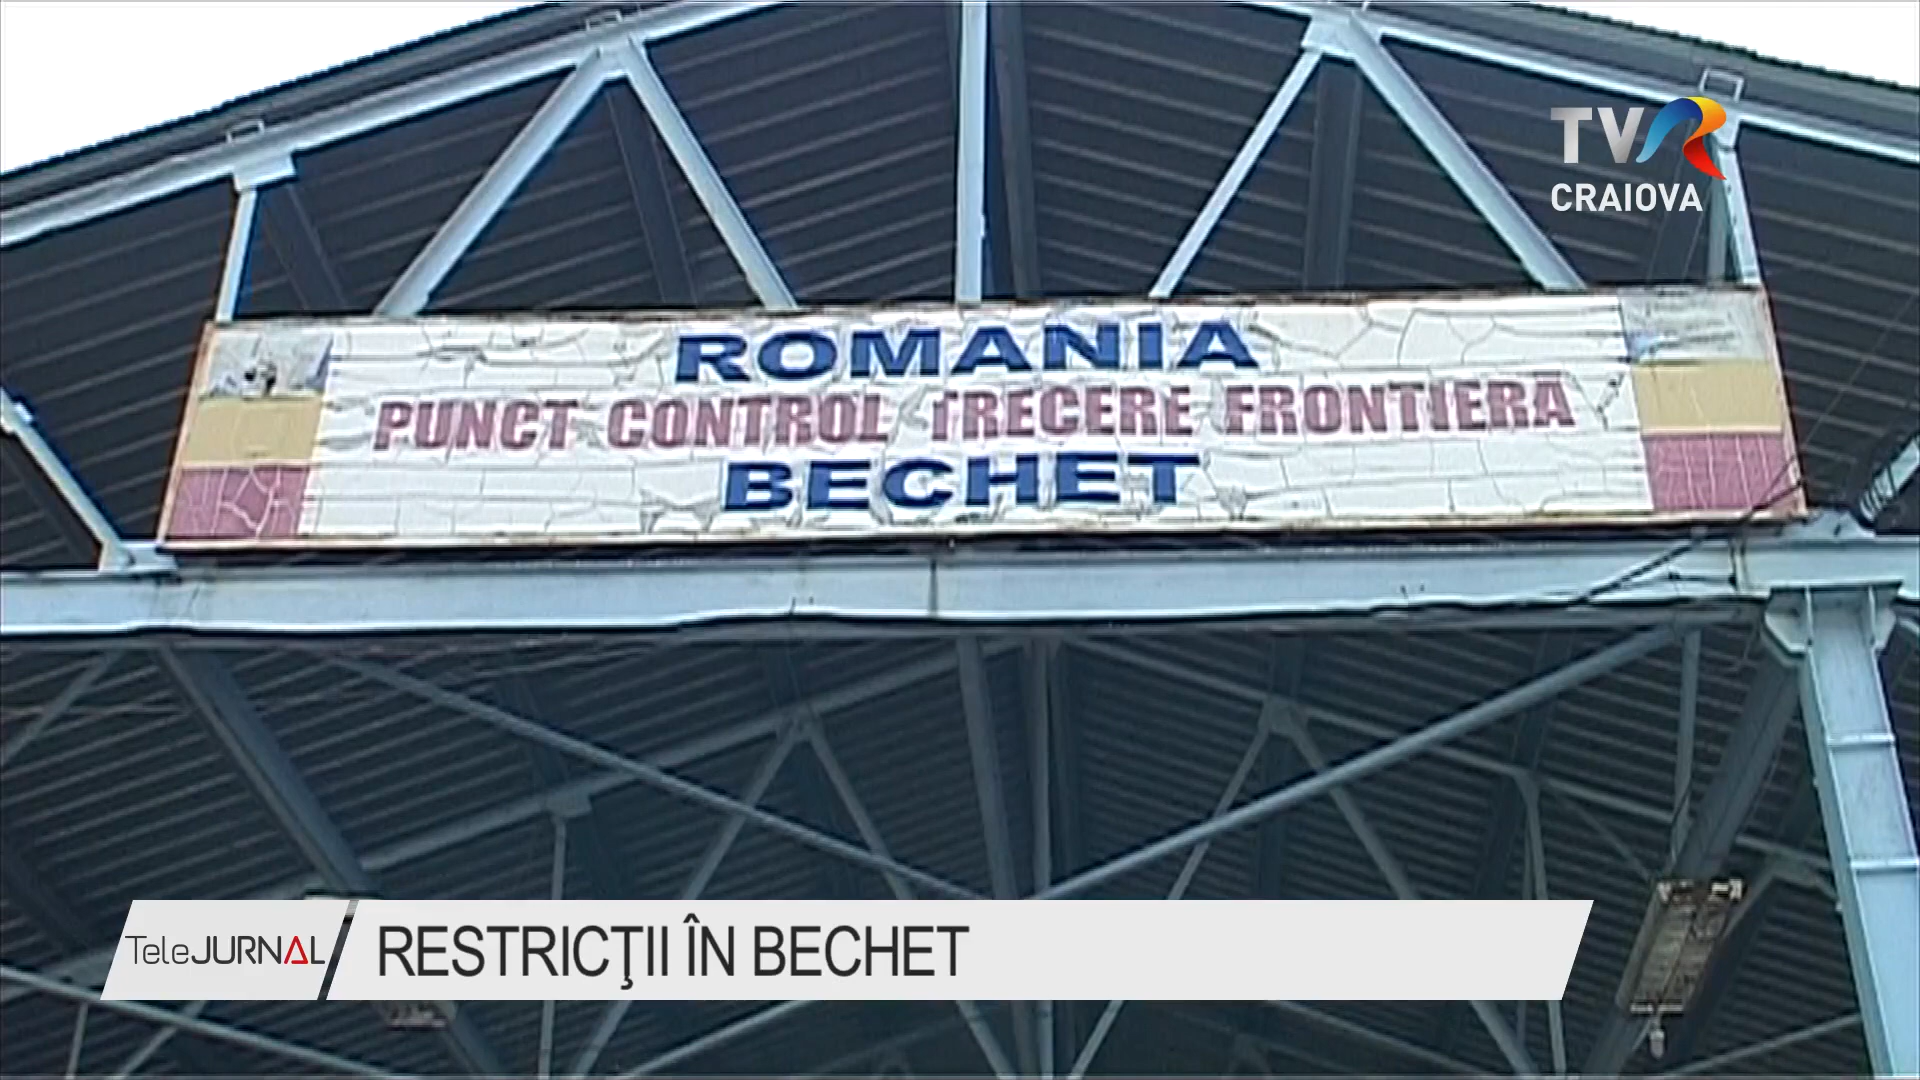 TVR
CRAIOVA
ROMANIA
PUNCT CONTROL TRECERE FRONTIERA
BECHET
TeleJURNAL
RESTRICŢII ÎN BECHET